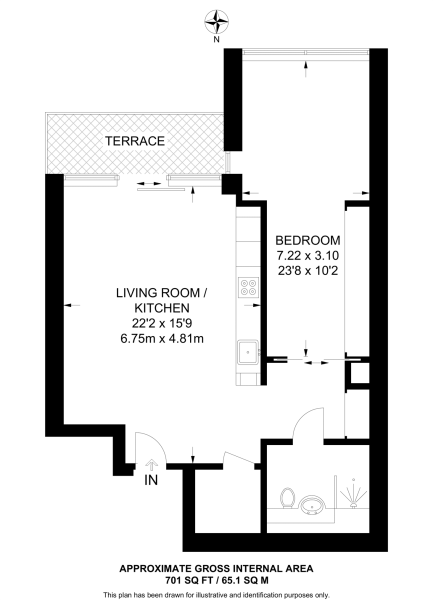 N
TERRACE
BEDROOM
7.22 x 3.10
23'8 x 10'2
LIVING ROOM /
KITCHEN
22'2 x 15'9
6.75m x 4.81m
IN
APPROXIMATE GROSS INTERNAL AREA
701 SQ FT / 65.1 SQ M
This plan has been drawn for illustrative and identification purposes only.